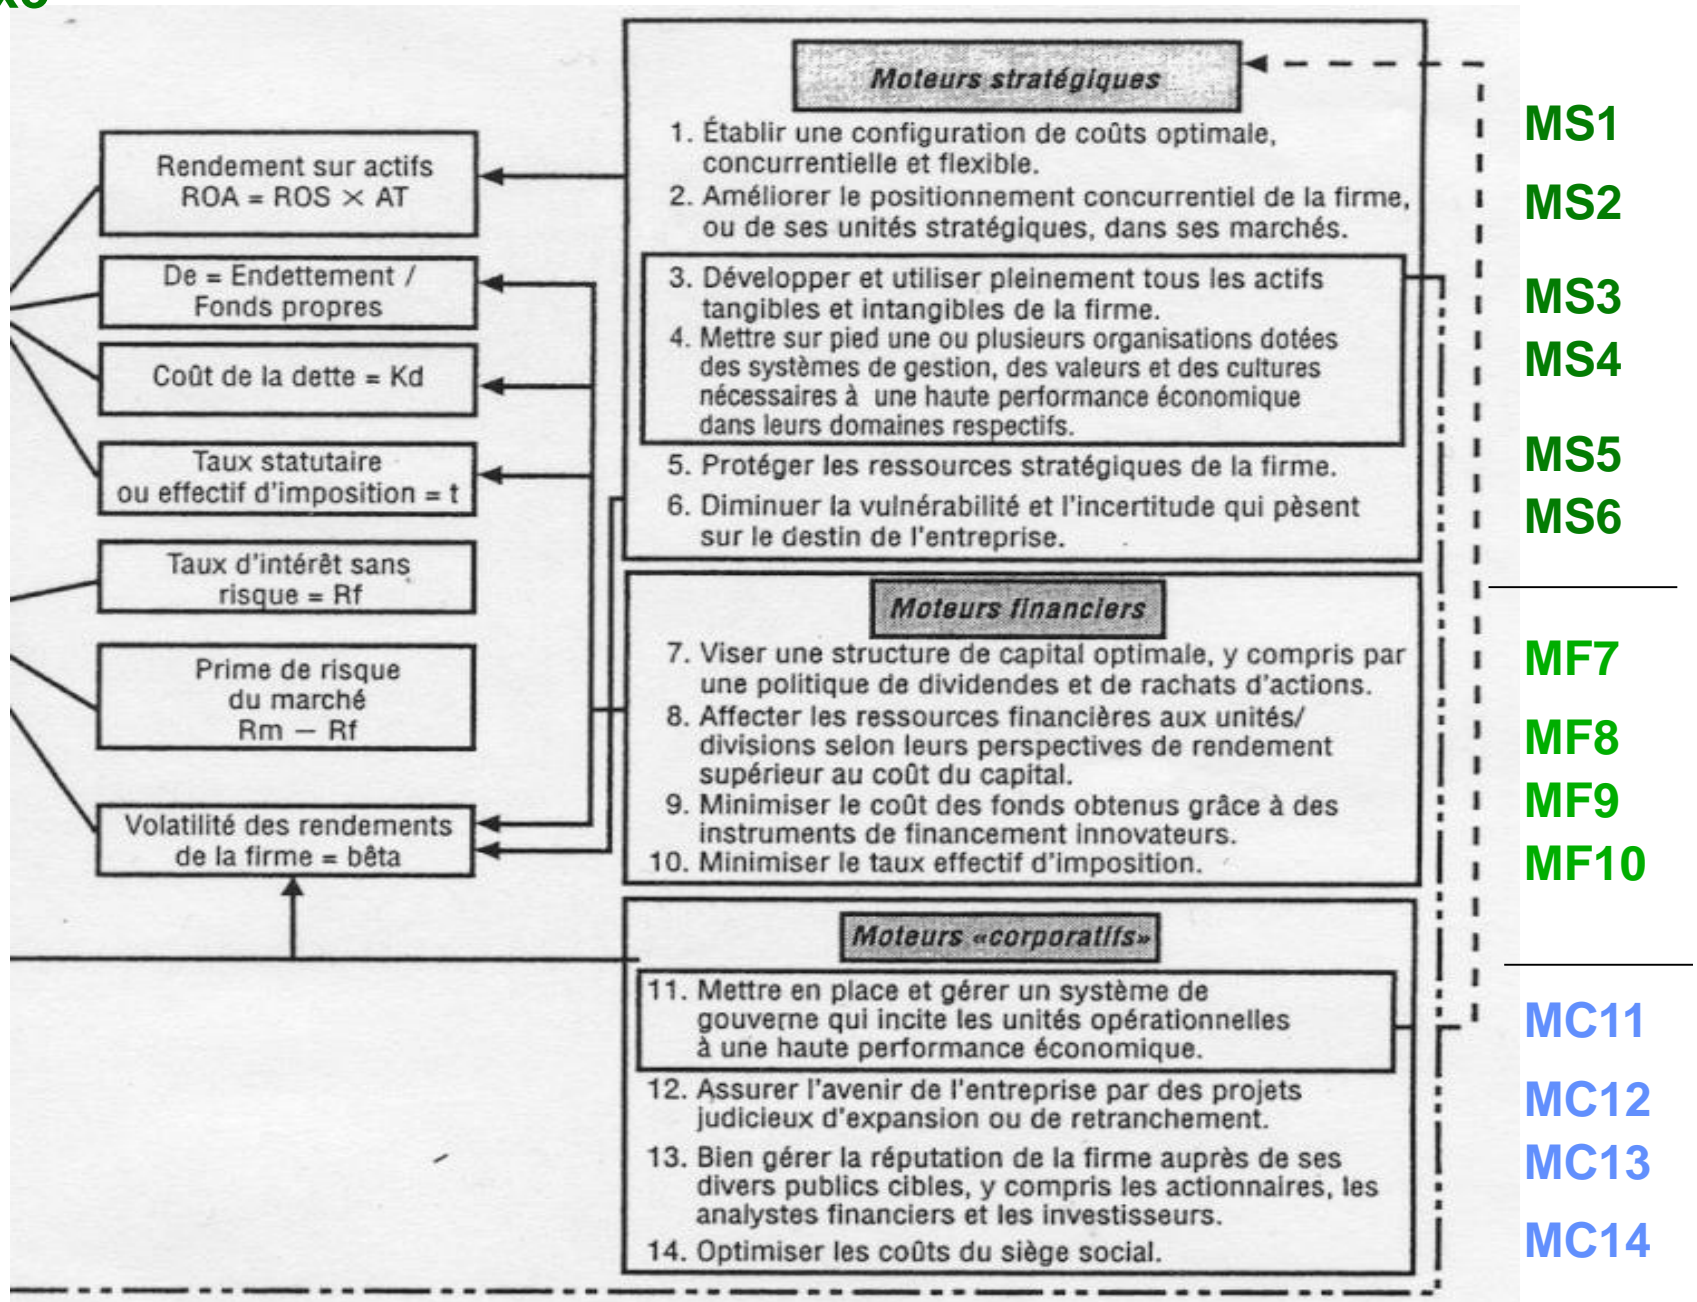 Rendement sur actifs
ROA = ROS × AT
De = Endettement /
Fonds propres
Coût de la dette = Kd
Taux statutaire
ou effectif d'imposition = t
Taux d'intérêt sans
risque = Rf
Prime de risque
du marché
Rm — Rf
Volatilité des rendements
de la firme = bêta
Moteurs stratégiques
1. Établir une configuration de coûts optimale,
concurrentielle et flexible.
2. Améliorer le positionnement concurrentiel de la firme,
ou de ses unités stratégiques, dans ses marchés.
3. Développer et utiliser pleinement tous les actifs
tangibles et intangibles de la firme.
4. Mettre sur pied une ou plusieurs organisations dotées
des systèmes de gestion, des valeurs et des cultures
nécessaires à une haute performance économique
dans leurs domaines respectifs.
5. Protéger les ressources stratégiques de la firme.
6. Diminuer la vulnérabilité et l'incertitude qui pèsent
sur le destin de l'entreprise.
Moteurs financiers
7. Viser une structure de capital optimale, y compris par
une politique de dividendes et de rachats d'actions.
8. Affecter les ressources financières aux unités/
divisions selon leurs perspectives de rendement
supérieur au coût du capital.
9. Minimiser le coût des fonds obtenus grâce à des
instruments de financement innovateurs.
10. Minimiser le taux effectif d'imposition.
Moteurs «corporatifs»
11. Mettre en place et gérer un système de
gouverne qui incite les unités opérationnelles
à une haute performance économique.
12. Assurer l'avenir de l'entreprise par des projets
judicieux d'expansion ou de retranchement.
13. Bien gérer la réputation de la firme auprès de ses
divers publics cibles, y compris les actionnaires, les
analystes financiers et les investisseurs.
14. Optimiser les coûts du siège social.
MS1
MS2
MS3
MS4
MS5
MS6
MF7
MF8
MF9
MF10
MC11
MC12
MC13
MC14